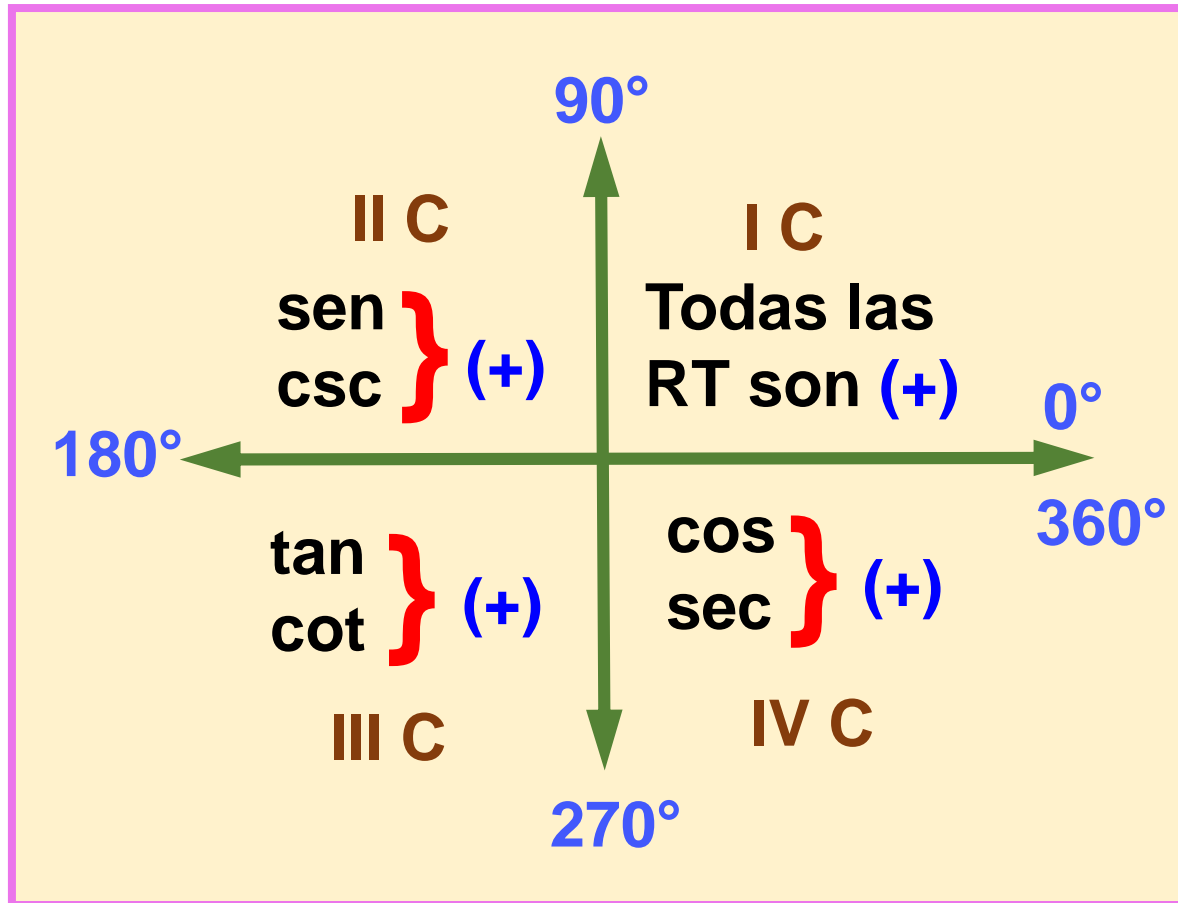 90°
II C
I C
sen
csc
} (+)
Todas las
RT son (+)
0°
180°
360°
tan
cot
} (+)
cos
sec
} (+)
III C
IV C
270°